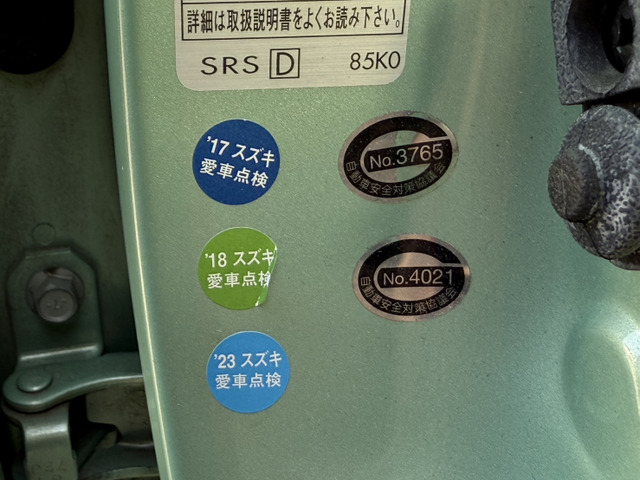 詳細は取扱説明書をよくお読み下さい。
SRS D 85K0
'17 スズキ
愛車点検
No.3765
自動車安全対策協議会
'18 スズキ
愛車点検
No.4021
自動車安全対策協議会
'23 スズキ
愛車点検